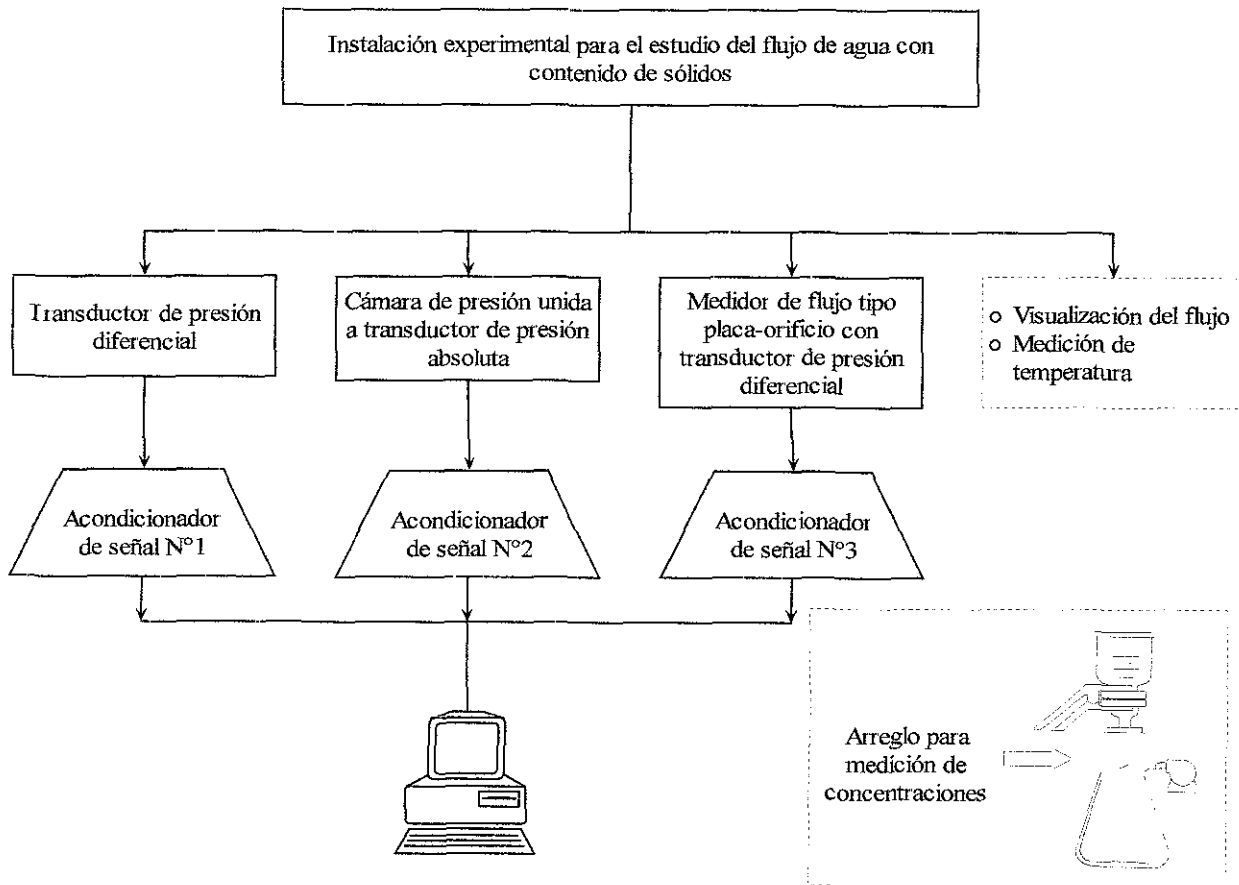 Instalación experimental para el estudio del flujo de agua con
contenido de sólidos
Transductor de presión
diferencial
Cámara de presión unida
a transductor de presión
absoluta
Medidor de flujo tipo
placa-orificio con
transductor de presión
diferencial
o Visualización del flujo
o Medición de
temperatura
Acondicionador
de señal N°1
Acondicionador
de señal N°2
Acondicionador
de señal N°3
Arreglo para
medición de
concentraciones